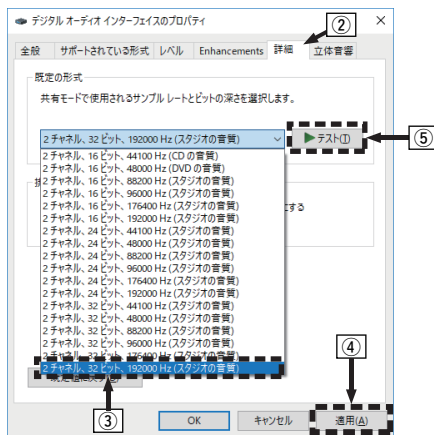 デジタル オーディオ インターフェイスのプロパティ
②
全般 サポートされている形式 レベル Enhancements 詳細 立体音響
既定の形式
共有モードで使用されるサンプル レートとビットの深さを選択します。
2 チャネル、32 ビット、192000 Hz (スタジオの音質) テスト(T) ⑤
2 チャネル、16 ビット、44100 Hz (CD の音質)
2 チャネル、16 ビット、48000 Hz (DVD の音質)
2 チャネル、16 ビット、88200 Hz (スタジオの音質)
2 チャネル、16 ビット、96000 Hz (スタジオの音質)
2 チャネル、16 ビット、176400 Hz (スタジオの音質)
2 チャネル、16 ビット、192000 Hz (スタジオの音質)
2 チャネル、24 ビット、44100 Hz (スタジオの音質)
2 チャネル、24 ビット、48000 Hz (スタジオの音質)
2 チャネル、24 ビット、88200 Hz (スタジオの音質)
2 チャネル、24 ビット、96000 Hz (スタジオの音質)
2 チャネル、24 ビット、176400 Hz (スタジオの音質)
2 チャネル、24 ビット、192000 Hz (スタジオの音質)
2 チャネル、32 ビット、44100 Hz (スタジオの音質)
2 チャネル、32 ビット、48000 Hz (スタジオの音質)
2 チャネル、32 ビット、88200 Hz (スタジオの音質)
2 チャネル、32 ビット、96000 Hz (スタジオの音質)
2 チャネル、32 ビット、176400 Hz (スタジオの音質)
2 チャネル、32 ビット、192000 Hz (スタジオの音質)
④
③
OK キャンセル 適用(A)